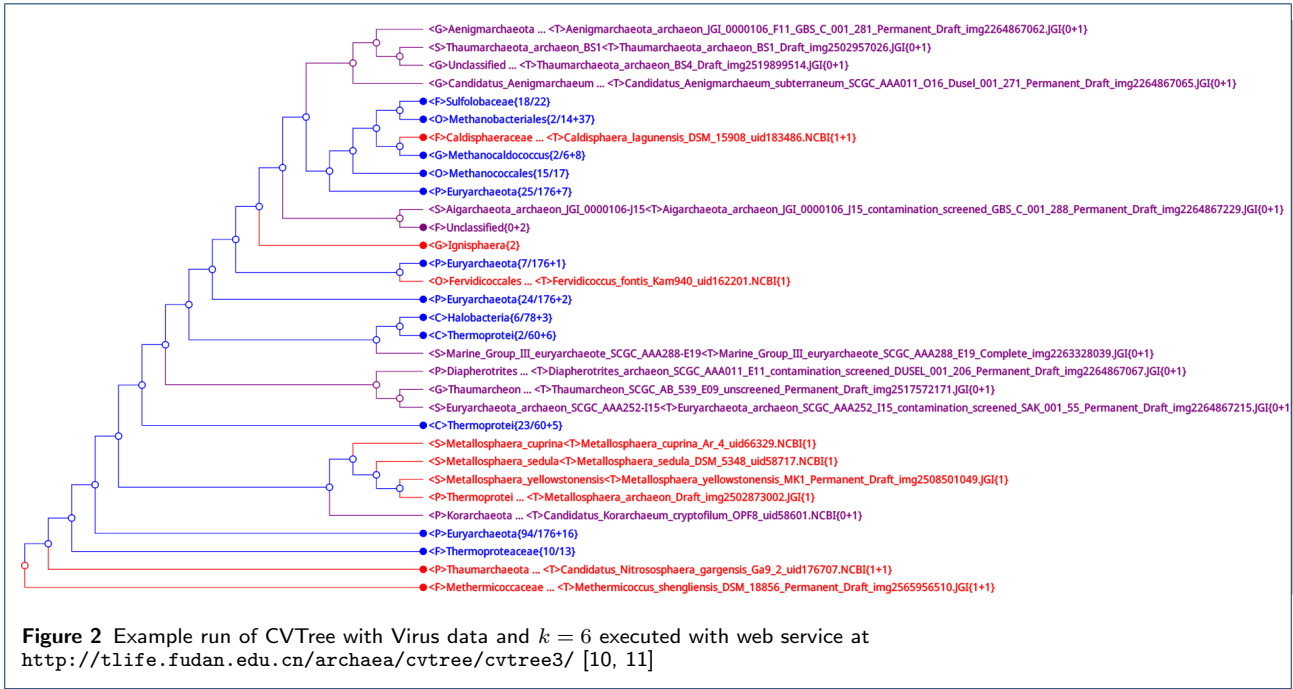 <G>Aenigmarchaeota ... <T>Aenigmarchaeota_archaeon_JGI_0000106_F11_GBS_C_001_281_Permanent_Draft_img2264867062.JGI{0+1}
<S>Thaumarchaeota_archaeon_BS1<T>Thaumarchaeota_archaeon_BS1_Draft_img2502957026.JGI{0+1}
<G>Unclassified ... <T>Thaumarchaeota_archaeon_BS4_Draft_img2519899514.JGI{0+1}
<G>Candidatus_Aenigmarchaeum ... <T>Candidatus_Aenigmarchaeum_subterraneum_SCGC_AAA011_O16_Dusel_001_271_Permanent_Draft_img2264867065.JGI{0+1}
<F>Sulfolobaceae{18/22}
<O>Methanobacteriales{2/14+37}
<F>Caldisphaeraceae ... <T>Caldisphaera_lagunensis_DSM_15908_uid183486.NCBI{1+1}
<G>Methanocaldococcus{2/6+8}
<O>Methanococcales{15/17}
<P>Euryarchaeota{25/176+7}
<S>Aigarchaeota_archaeon_JGI_0000106-J15<T>Aigarchaeota_archaeon_JGI_0000106_J15_contamination_screened_GBS_C_001_288_Permanent_Draft_img2264867229.JGI{0+1}
<F>Unclassified{0+2}
<G>Ignisphaera{2}
<P>Euryarchaeota{7/176+1}
<O>Fervidicoccales ... <T>Fervidicoccus_fontis_Kam940_uid162201.NCBI{1}
<P>Euryarchaeota{24/176+2}
<C>Halobacteria{6/78+3}
<C>Thermoprotei{2/60+6}
<S>Marine_Group_III_euryarchaeote_SCGC_AAA288-E19<T>Marine_Group_III_euryarchaeote_SCGC_AAA288_E19_Complete_img2263328039.JGI{0+1}
<P>Diapherotrites ... <T>Diapherotrites_archaeon_SCGC_AAA011_E11_contamination_screened_DUSEL_001_206_Permanent_Draft_img2264867067.JGI{0+1}
<G>Thaumarcheon ... <T>Thaumarcheon_SCGC_AB_539_E09_unscreened_Permanent_Draft_img2517572171.JGI{0+1}
<S>Euryarchaeota_archaeon_SCGC_AAA252-I15<T>Euryarchaeota_archaeon_SCGC_AAA252_I15_contamination_screened_SAK_001_55_Permanent_Draft_img2264867215.JGI{0+1
<C>Thermoprotei{23/60+5}
<S>Metallosphaera_cuprina<T>Metallosphaera_cuprina_Ar_4_uid66329.NCBI{1}
<S>Metallosphaera_sedula<T>Metallosphaera_sedula_DSM_5348_uid58717.NCBI{1}
<S>Metallosphaera_yellowstonensis<T>Metallosphaera_yellowstonensis_MK1_Permanent_Draft_img2508501049.JGI{1}
<P>Thermoprotei ... <T>Metallosphaera_archaeon_Draft_img2502873002.JGI{1}
<P>Korarchaeota ... <T>Candidatus_Korarchaeum_cryptofilum_OPF8_uid58601.NCBI{0+1}
<P>Euryarchaeota{94/176+16}
<F>Thermoproteaceae{10/13}
<P>Thaumarchaeota ... <T>Candidatus_Nitrososphaera_gargensis_Ga9_2_uid176707.NCBI{1+1}
<F>Methermicoccaceae ... <T>Methermicoccus_shengliensis_DSM_18856_Permanent_Draft_img2565956510.JGI{1+1}
Figure 2 Example run of CVTree with Virus data and k = 6 executed with web service at
http://tlife.fudan.edu.cn/archaea/cvtree/cvtree3/ [10, 11]